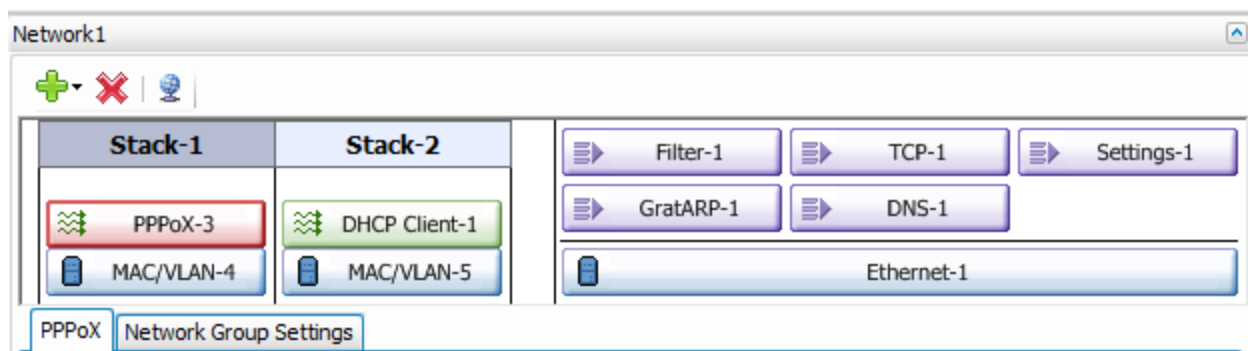 Network1
Stack-1 Stack-2
Filter-1 TCP-1 Settings-1
PPPoX-3 DHCP Client-1 GratARP-1 DNS-1
MAC/VLAN-4 MAC/VLAN-5 Ethernet-1
PPPoX Network Group Settings